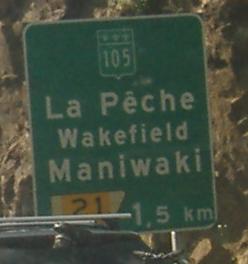 105
La Pêche
Wakefield
Maniwaki
21 1,5 km